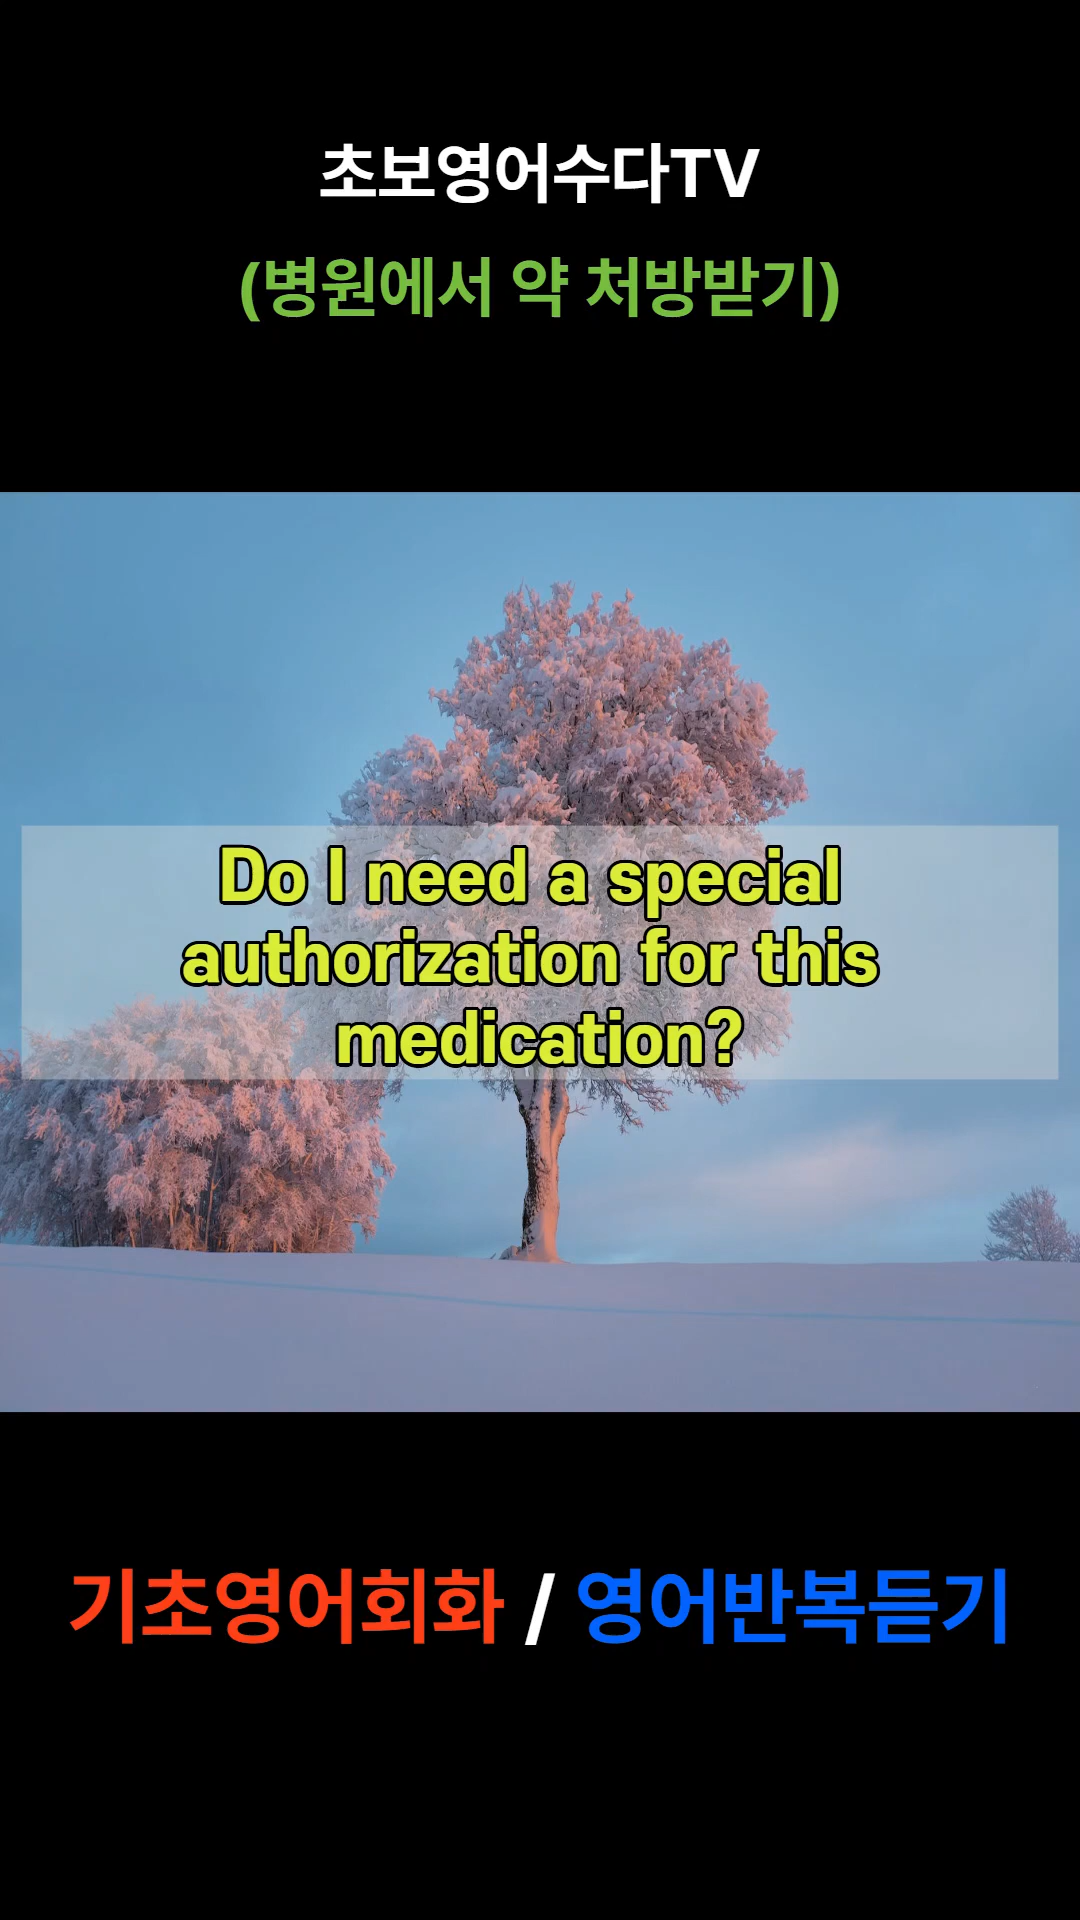 초보영어수다TV
(병원에서 약 처방받기)
Do I need a special
authorization for this
medication?
기초영어회화 / 영어반복듣기